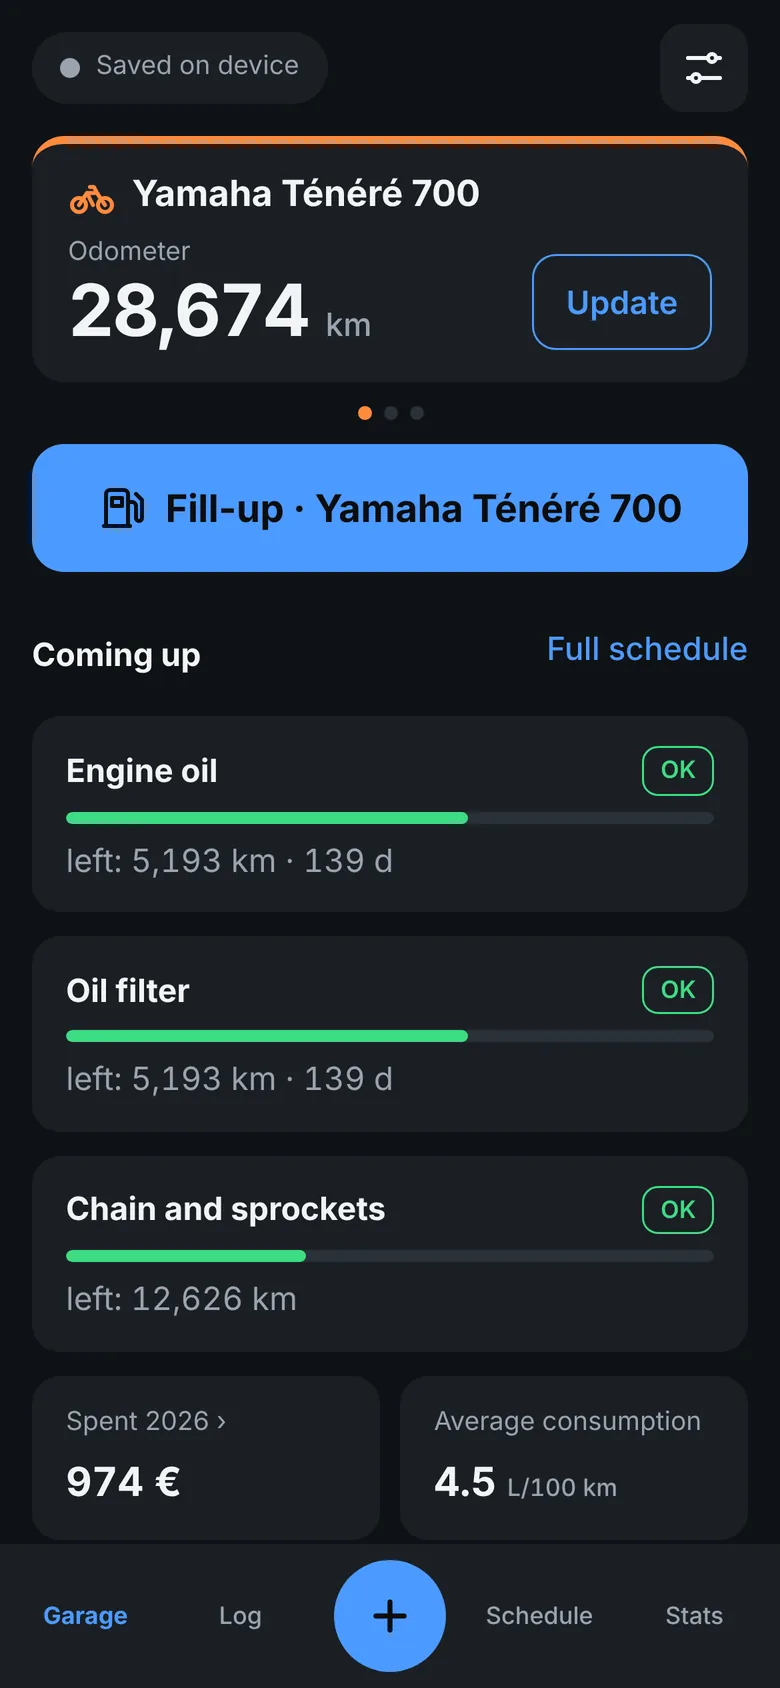 Saved on device
Yamaha Ténéré 700
Odometer
28,674 km
Update
Fill-up · Yamaha Ténéré 700
Coming up
Full schedule
Engine oil
OK
left: 5,193 km · 139 d
Oil filter
OK
left: 5,193 km · 139 d
Chain and sprockets
OK
left: 12,626 km
Spent 2026 ›
974 €
Average consumption
4.5 L/100 km
Garage
Log
+
Schedule
Stats